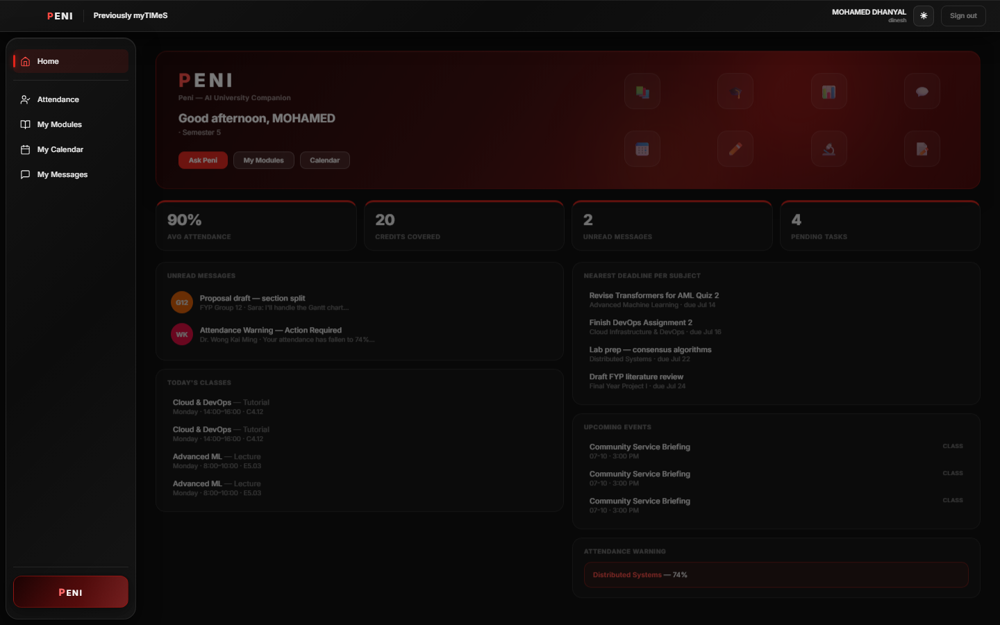 PENI
Previously myTIMeS
MOHAMED DHANYAL
dinesh
Sign out
Home
Attendance
My Modules
My Calendar
My Messages
PENI
PENI
Peni — AI University Companion
Good afternoon, MOHAMED
· Semester 5
Ask Peni
My Modules
Calendar
90%
AVG ATTENDANCE
20
CREDITS COVERED
2
UNREAD MESSAGES
4
PENDING TASKS
UNREAD MESSAGES
G12
Proposal draft — section split
FYP Group 12 · Sara: I'll handle the Gantt chart...
WK
Attendance Warning — Action Required
Dr. Wong Kai Ming · Your attendance has fallen to 74%...
TODAY'S CLASSES
Cloud & DevOps — Tutorial
Monday · 14:00–16:00 · C4.12
Cloud & DevOps — Tutorial
Monday · 14:00–16:00 · C4.12
Advanced ML — Lecture
Monday · 8:00–10:00 · E5.03
Advanced ML — Lecture
Monday · 8:00–10:00 · E5.03
NEAREST DEADLINE PER SUBJECT
Revise Transformers for AML Quiz 2
Advanced Machine Learning · due Jul 14
Finish DevOps Assignment 2
Cloud Infrastructure & DevOps · due Jul 16
Lab prep — consensus algorithms
Distributed Systems · due Jul 22
Draft FYP literature review
Final Year Project I · due Jul 24
UPCOMING EVENTS
Community Service Briefing
CLASS
07-10 · 3:00 PM
Community Service Briefing
CLASS
07-10 · 3:00 PM
Community Service Briefing
CLASS
07-10 · 3:00 PM
ATTENDANCE WARNING
Distributed Systems — 74%